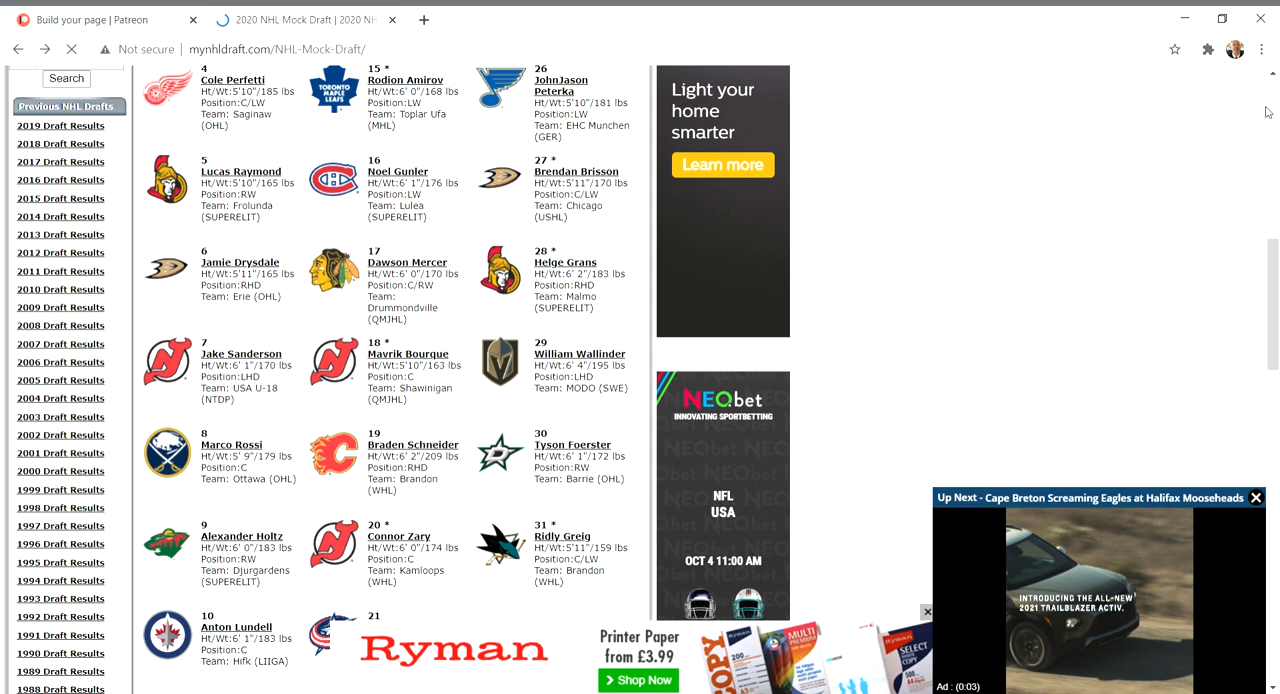 Build your page | Patreon
2020 NHL Mock Draft | 2020 NH
Not secure | mynhldraft.com/NHL-Mock-Draft/
Search
Previous NHL Drafts
2019 Draft Results
2018 Draft Results
2017 Draft Results
2016 Draft Results
2015 Draft Results
2014 Draft Results
2013 Draft Results
2012 Draft Results
2011 Draft Results
2010 Draft Results
2009 Draft Results
2008 Draft Results
2007 Draft Results
2006 Draft Results
2005 Draft Results
2004 Draft Results
2003 Draft Results
2002 Draft Results
2001 Draft Results
2000 Draft Results
1999 Draft Results
1998 Draft Results
1997 Draft Results
1996 Draft Results
1995 Draft Results
1994 Draft Results
1993 Draft Results
1992 Draft Results
1991 Draft Results
1990 Draft Results
1989 Draft Results
1988 Draft Results
4
Cole Perfetti
Ht/Wt:5'10"/185 lbs
Position:C/LW
Team: Saginaw
(OHL)
5
Lucas Raymond
Ht/Wt:5'10"/165 lbs
Position:RW
Team: Frolunda
(SUPERELIT)
6
Jamie Drysdale
Ht/Wt:5'11"/165 lbs
Position:RHD
Team: Erie (OHL)
7
Jake Sanderson
Ht/Wt:6' 1"/170 lbs
Position:LHD
Team: USA U-18
(NTDP)
8
Marco Rossi
Ht/Wt:5' 9"/179 lbs
Position:C
Team: Ottawa (OHL)
9
Alexander Holtz
Ht/Wt:6' 0"/183 lbs
Position:RW
Team: Djurgardens
(SUPERELIT)
10
Anton Lundell
Ht/Wt:6' 1"/183 lbs
Position:C
Team: Hifk (LIIGA)
TORONTO
MAPLE
LEAFS
15 *
Rodion Amirov
Ht/Wt:6' 0"/168 lbs
Position:LW
Team: Toplar Ufa
(MHL)
16
Noel Gunler
Ht/Wt:6' 1"/176 lbs
Position:LW
Team: Lulea
(SUPERELIT)
17
Dawson Mercer
Ht/Wt:6' 0"/170 lbs
Position:C/RW
Team:
Drummondville
(QMJHL)
18 *
Mavrik Bourque
Ht/Wt:5'10"/163 lbs
Position:C
Team: Shawinigan
(QMJHL)
19
Braden Schneider
Ht/Wt:6' 2"/209 lbs
Position:RHD
Team: Brandon
(WHL)
20 *
Connor Zary
Ht/Wt:6' 0"/174 lbs
Position:C
Team: Kamloops
(WHL)
21
26
JohnJason
Peterka
Ht/Wt:5'10"/181 lbs
Position:LW
Team: EHC Munchen
(GER)
27 *
Brendan Brisson
Ht/Wt:5'11"/170 lbs
Position:C/LW
Team: Chicago
(USHL)
28 *
Helge Grans
Ht/Wt:6' 2"/183 lbs
Position:RHD
Team: Malmo
(SUPERELIT)
29
William Wallinder
Ht/Wt:6' 4"/195 lbs
Position:LHD
Team: MODO (SWE)
30
Tyson Foerster
Ht/Wt:6' 1"/172 lbs
Position:RW
Team: Barrie (OHL)
31 *
Ridly Greig
Ht/Wt:5'11"/159 lbs
Position:C/LW
Team: Brandon
(WHL)
Light your
home
smarter
Learn more
NEO.bet
INNOVATING SPORTBETTING
NFL
USA
OCT 4 11:00 AM
Up Next - Cape Breton Screaming Eagles at Halifax Mooseheads
INTRODUCING THE ALL-NEW
2021 TRAILBLAZER ACTIV.
Ad : (0:03)
Ryman
Printer Paper
from £3.99
Shop Now
COPY
Ryman
200
MULTI
PREMIUM
500
SELECT
WHITE